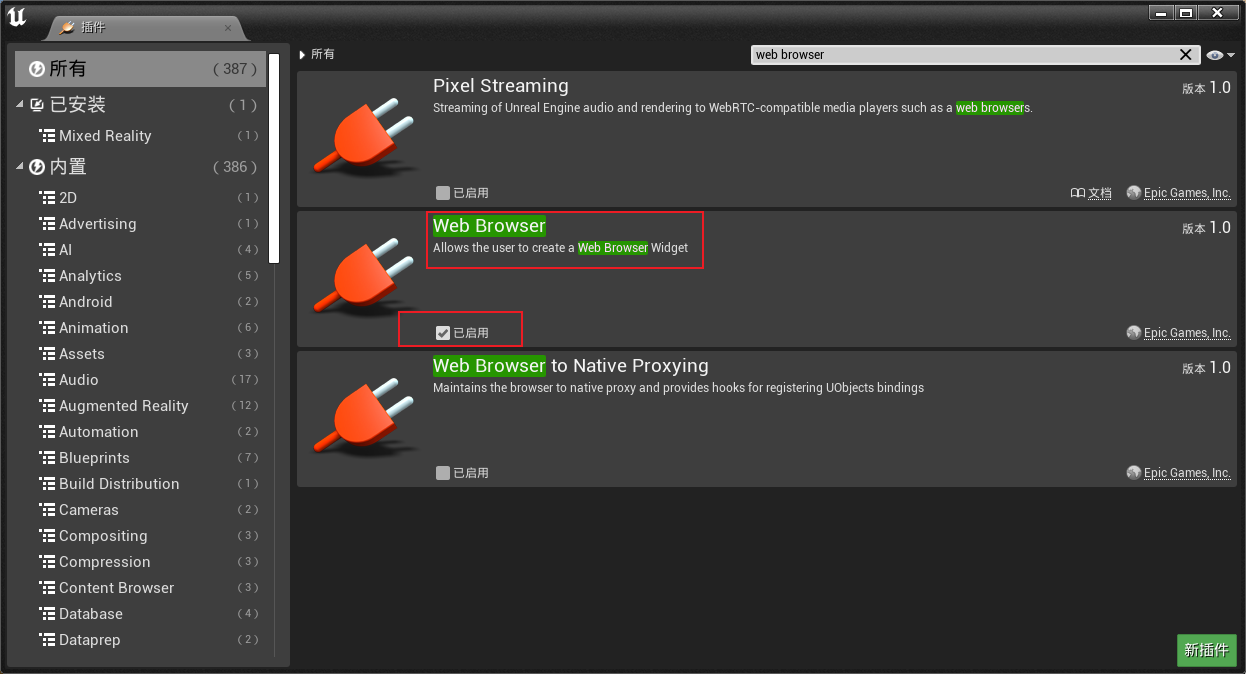 插件
所有 ( 387 )
已安装 ( 1 )
Mixed Reality ( 1 )
内置 ( 386 )
2D ( 1 )
Advertising ( 1 )
AI ( 4 )
Analytics ( 5 )
Android ( 2 )
Animation ( 6 )
Assets ( 3 )
Audio ( 17 )
Augmented Reality ( 12 )
Automation ( 2 )
Blueprints ( 7 )
Build Distribution ( 1 )
Cameras ( 2 )
Compositing ( 3 )
Compression ( 3 )
Content Browser ( 3 )
Database ( 4 )
Dataprep ( 2 )
所有
web browser
Pixel Streaming
版本 1.0
Streaming of Unreal Engine audio and rendering to WebRTC-compatible media players such as a web browsers.
已启用
文档
Epic Games, Inc.
Web Browser
版本 1.0
Allows the user to create a Web Browser Widget
已启用
Epic Games, Inc.
Web Browser to Native Proxying
版本 1.0
Maintains the browser to native proxy and provides hooks for registering UObjects bindings
已启用
Epic Games, Inc.
新插件